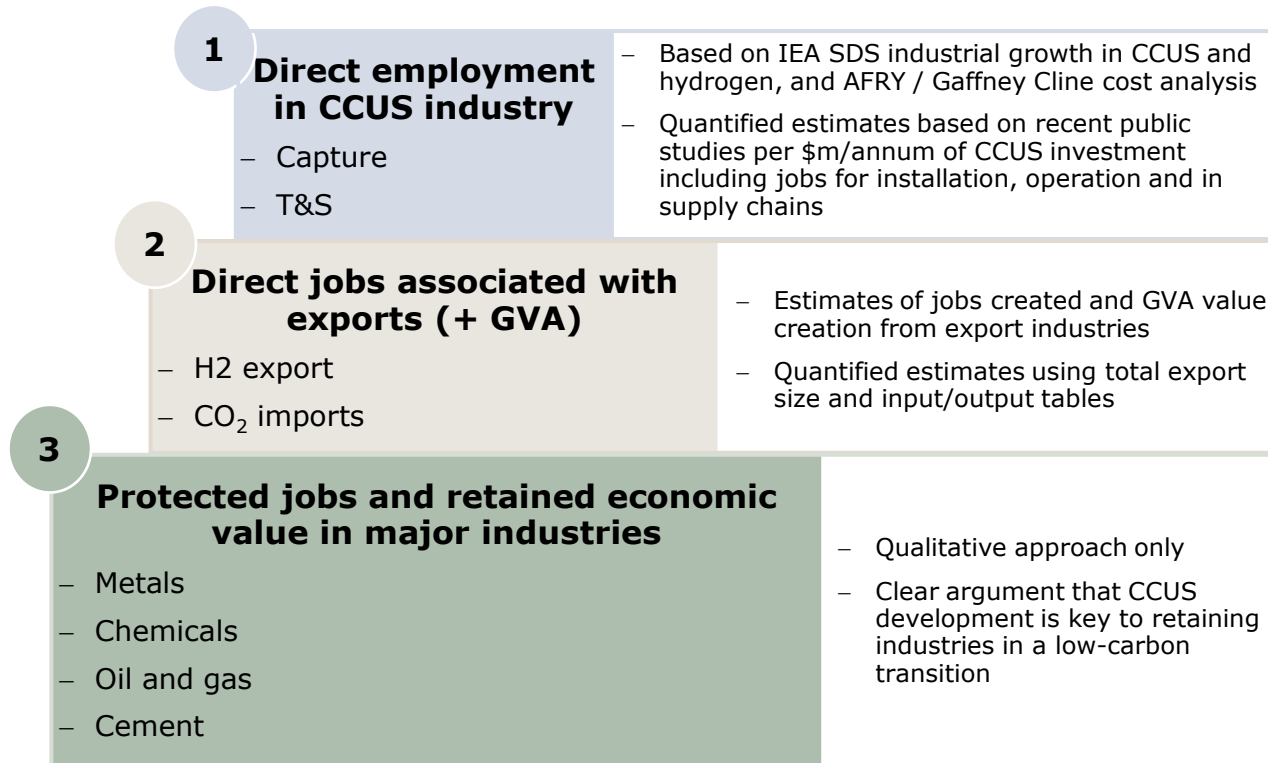 1
Direct employment
in CCUS industry
– Capture
– T&S
– Based on IEA SDS industrial growth in CCUS and
hydrogen, and AFRY / Gaffney Cline cost analysis
– Quantified estimates based on recent public
studies per $m/annum of CCUS investment
including jobs for installation, operation and in
supply chains
2
Direct jobs associated with
exports (+ GVA)
– H2 export
– CO₂ imports
– Estimates of jobs created and GVA value
creation from export industries
– Quantified estimates using total export
size and input/output tables
3
Protected jobs and retained economic
value in major industries
– Metals
– Chemicals
– Oil and gas
– Cement
– Qualitative approach only
– Clear argument that CCUS
development is key to retaining
industries in a low-carbon
transition